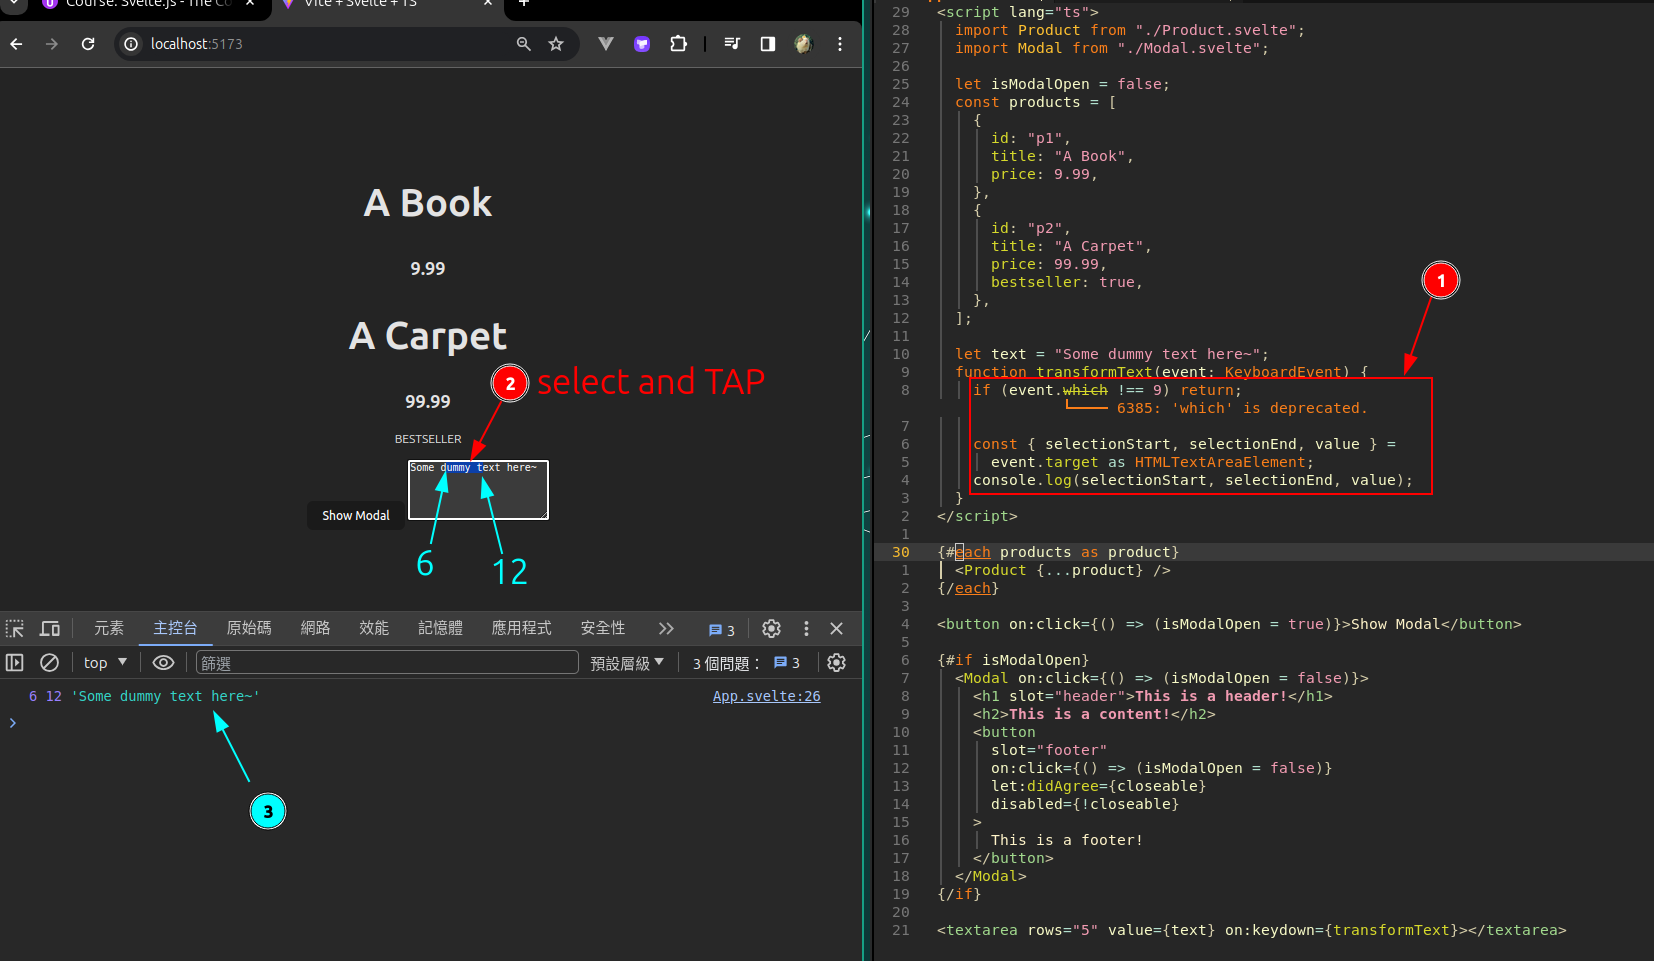 Course: Svelte.js - The Co
Vite + Svelte + TS
localhost:5173
A Book
9.99
A Carpet
99.99
BESTSELLER
2
select and TAP
Some dummy text here~
Show Modal
6
12
元素
主控台
原始碼
網路
效能
記憶體
應用程式
安全性
3
top
篩選
預設層級
3 個問題：
3
6 12 'Some dummy text here~'
App.svelte:26
3
29 <script lang="ts">
28 import Product from "./Product.svelte";
27 import Modal from "./Modal.svelte";
26
25 let isModalOpen = false;
24 const products = [
23 {
22 id: "p1",
21 title: "A Book",
20 price: 9.99,
19 },
18 {
17 id: "p2",
16 title: "A Carpet",
15 price: 99.99,
14 bestseller: true,
13 },
12 ];
11
10 let text = "Some dummy text here~";
9 function transformText(event: KeyboardEvent) {
8 if (event.which !== 9) return;
6385: 'which' is deprecated.
7
6 const { selectionStart, selectionEnd, value } =
5 event.target as HTMLTextAreaElement;
4 console.log(selectionStart, selectionEnd, value);
3 }
2 </script>
1
30 {#each products as product}
1 <Product {...product} />
2 {/each}
3
4 <button on:click={() => (isModalOpen = true)}>Show Modal</button>
5
6 {#if isModalOpen}
7 <Modal on:click={() => (isModalOpen = false)}>
8 <h1 slot="header">This is a header!</h1>
9 <h2>This is a content!</h2>
10 <button
11 slot="footer"
12 on:click={() => (isModalOpen = false)}
13 let:didAgree={closeable}
14 disabled={!closeable}
15 >
16 This is a footer!
17 </button>
18 </Modal>
19 {/if}
20
21 <textarea rows="5" value={text} on:keydown={transformText}></textarea>
1